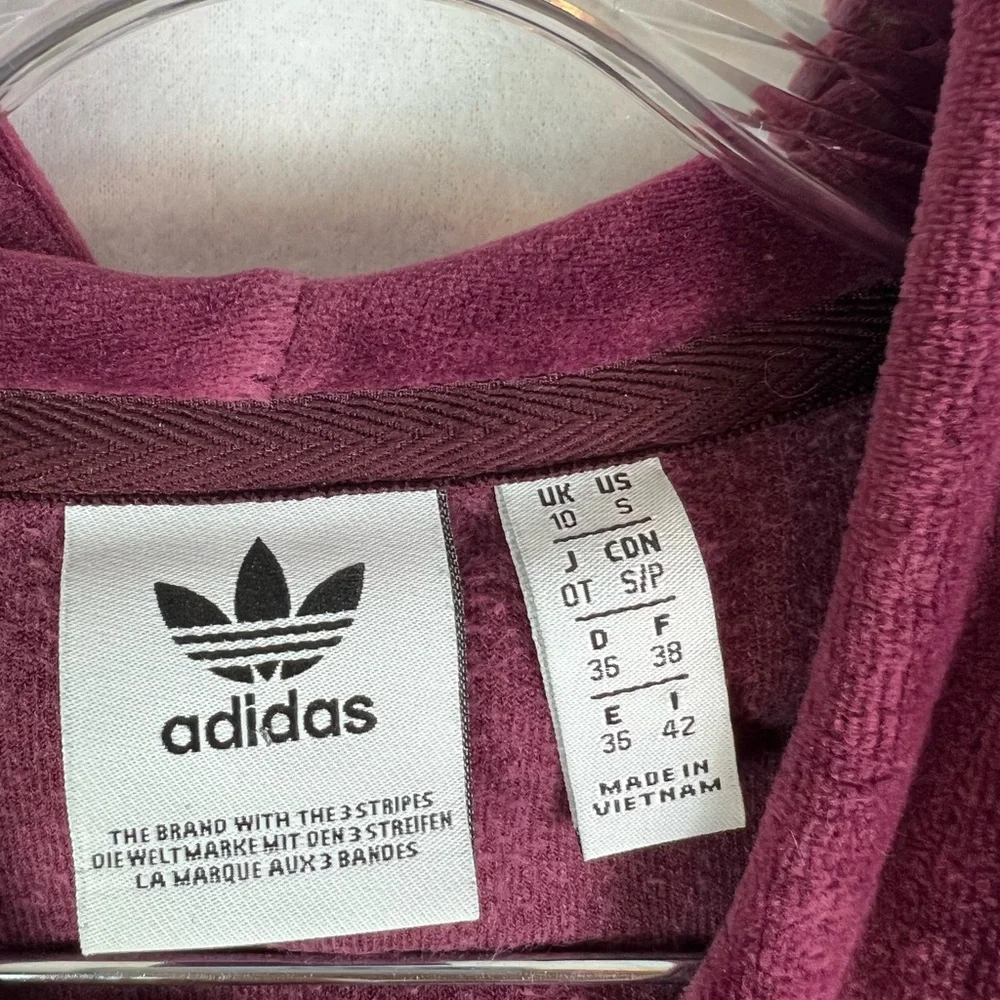 adidas
THE BRAND WITH THE 3 STRIPES
DIE WELTMARKE MIT DEN 3 STREIFEN
LA MARQUE AUX 3 BANDES
UK US
10 S
J CDN
OT S/P
D F
36 38
E I
36 42
MADE IN
VIETNAM